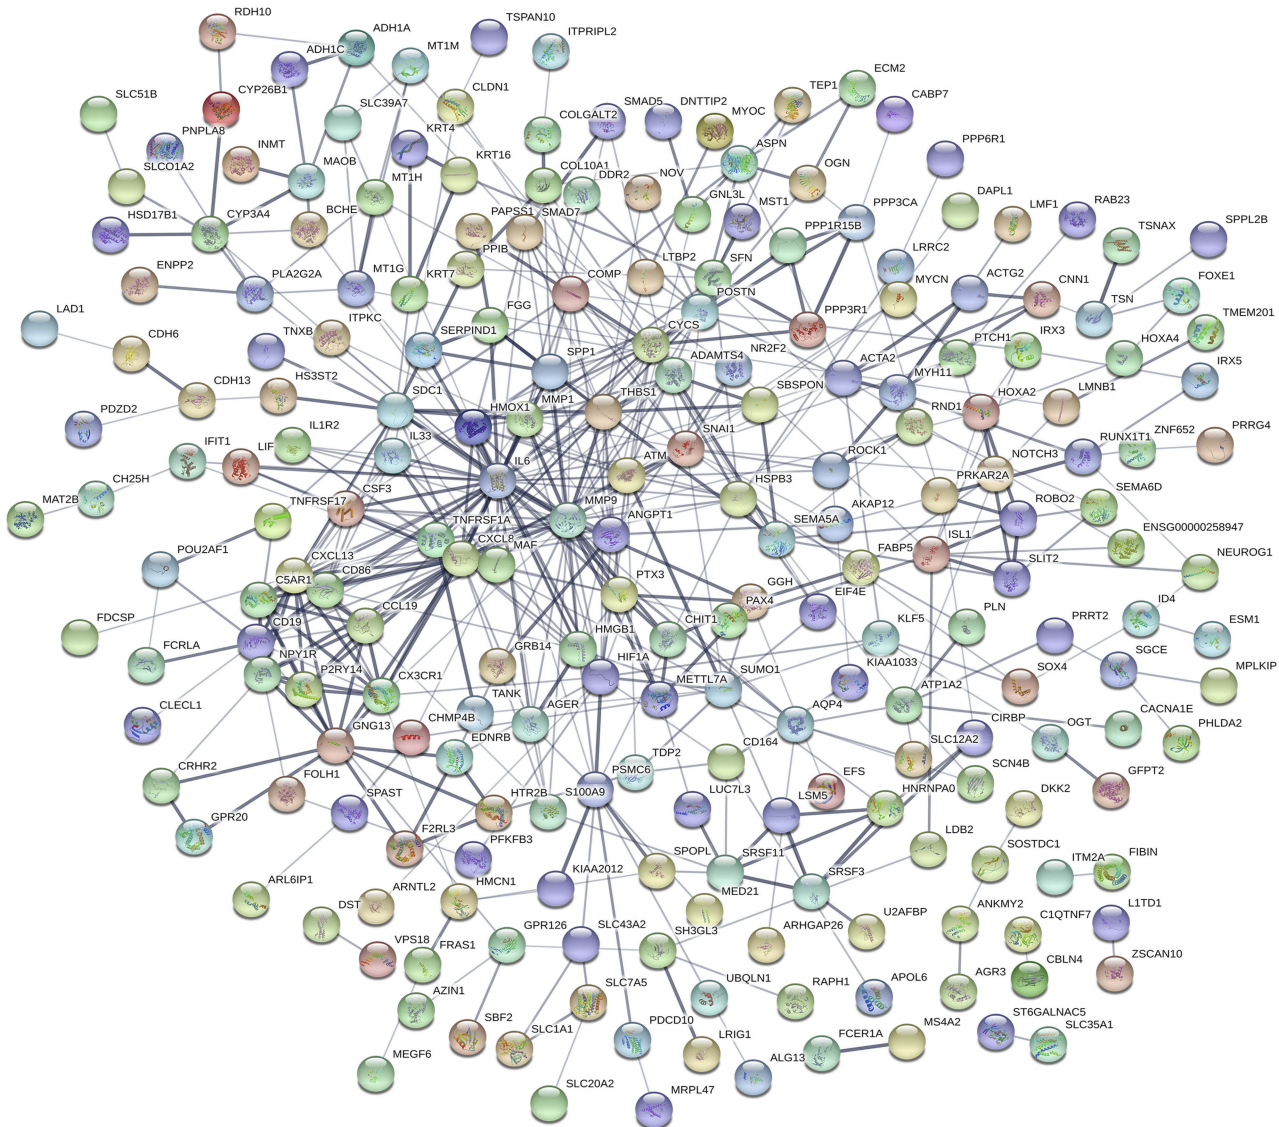 RDH10
ADH1A
TSPAN10
ITPRIPL2
ADH1C
MT1M
ECM2
TEP1
CYP26B1
CLDN1
SLC51B
SLC39A7
COLGALT2
SMAD5
DNTTIP2
MYOC
CABP7
PNPLA8
KRT4
PPP6R1
INMT
KRT16
ASPN
SLCO1A2
MAOB
COL10A1
OGN
DDR2
MT1H
NOV
DAPL1
GNL3L
MST1
LMF1
RAB23
HSD17B1
CYP3A4
BCHE
PAPSS1
SMAD7
PPP3CA
PPP1R15B
TSNAX
SPPL2B
PPIB
LRRC2
ENPP2
PLA2G2A
MT1G
KRT7
COMP
LTBP2
SFN
MYCN
ACTG2
CNN1
FOXE1
POSTN
TSN
LAD1
TNXB
ITPKC
FGG
CYCS
PPP3R1
TMEM201
CDH6
SERPIND1
PTCH1
IRX3
HOXA4
SPP1
ADAMTS4
NR2F2
ACTA2
IRX5
MYH11
CDH13
HS3ST2
SDC1
THBS1
SBSPON
LMNB1
PDZD2
HMOX1
MMP1
HOXA2
RND1
IFIT1
LIF
IL1R2
IL33
SNAI1
RUNX1T1
ZNF652
PRRG4
IL6
ATM
ROCK1
NOTCH3
CH25H
HSPB3
PRKAR2A
MAT2B
TNFRSF17
CSF3
MMP9
ROBO2
SEMA6D
ANGPT1
AKAP12
TNFRSF1A
SEMA5A
ENSG00000258947
POU2AF1
CXCL8
MAF
ISL1
CXCL13
FABP5
SLIT2
NEUROG1
C5AR1
CD86
PTX3
GGH
FDCSP
CD19
CCL19
PAX4
EIF4E
PLN
ID4
FCRLA
HMGB1
CHIT1
KLF5
PRRT2
ESM1
NPY1R
P2RY14
GRB14
HIF1A
SGCE
CLECL1
CX3CR1
METTL7A
SUMO1
KIAA1033
SOX4
MPLKIP
TANK
ATP1A2
GNG13
CHMP4B
AGER
AQP4
CACNA1E
CIRBP
OGT
PHLDA2
CRHR2
EDNRB
CD164
SLC12A2
FOLH1
TDP2
PSMC6
SCN4B
GFPT2
GPR20
SPAST
HTR2B
S100A9
EFS
LUC7L3
LSM5
HNRNPA0
DKK2
F2RL3
PFKFB3
LDB2
SOSTDC1
HMCN1
SPOPL
SRSF11
ITM2A
FIBIN
ARL6IP1
KIAA2012
MED21
SRSF3
ARNTL2
ANKMY2
C1QTNF7
L1TD1
DST
GPR126
SLC43A2
SH3GL3
ARHGAP26
U2AFBP
VPS18
FRAS1
ZSCAN10
AGR3
CBLN4
AZIN1
SLC7A5
UBQLN1
RAPH1
APOL6
SBF2
SLC1A1
PDCD10
LRIG1
FCER1A
MS4A2
ST6GALNAC5
SLC35A1
MEGF6
ALG13
SLC20A2
MRPL47